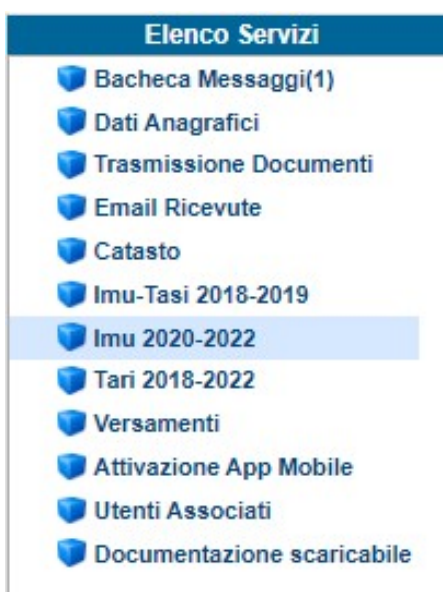 Elenco Servizi
Bacheca Messaggi(1)
Dati Anagrafici
Trasmissione Documenti
Email Ricevute
Catasto
Imu-Tasi 2018-2019
Imu 2020-2022
Tari 2018-2022
Versamenti
Attivazione App Mobile
Utenti Associati
Documentazione scaricabile